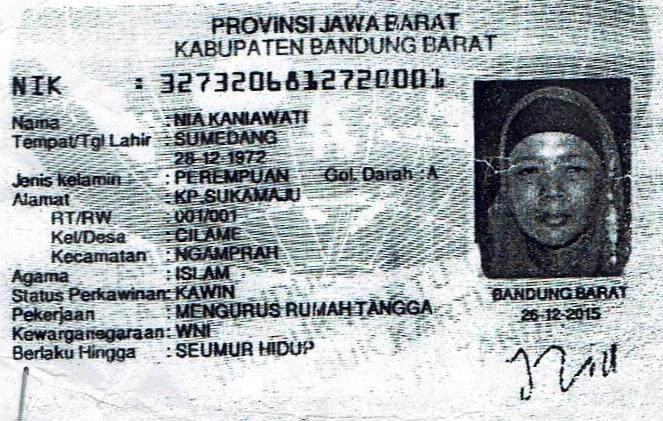 PROVINSI JAWA BARAT
KABUPATEN BANDUNG BARAT
NIK : 3273206812720001
Nama : NIA KANIAWATI
Tempat/Tgl Lahir : SUMEDANG
28-12-1972
Jenis kelamin : PEREMPUAN Gol. Darah : A
Alamat : KP SUKAMAJU
RT/RW : 001/001
Kel/Desa : CILAME
Kecamatan : NGAMPRAH
Agama : ISLAM
Status Perkawinan: KAWIN
Pekerjaan : MENGURUS RUMAH TANGGA
Kewarganegaraan: WNI
Berlaku Hingga : SEUMUR HIDUP
BANDUNG BARAT
26-12-2015